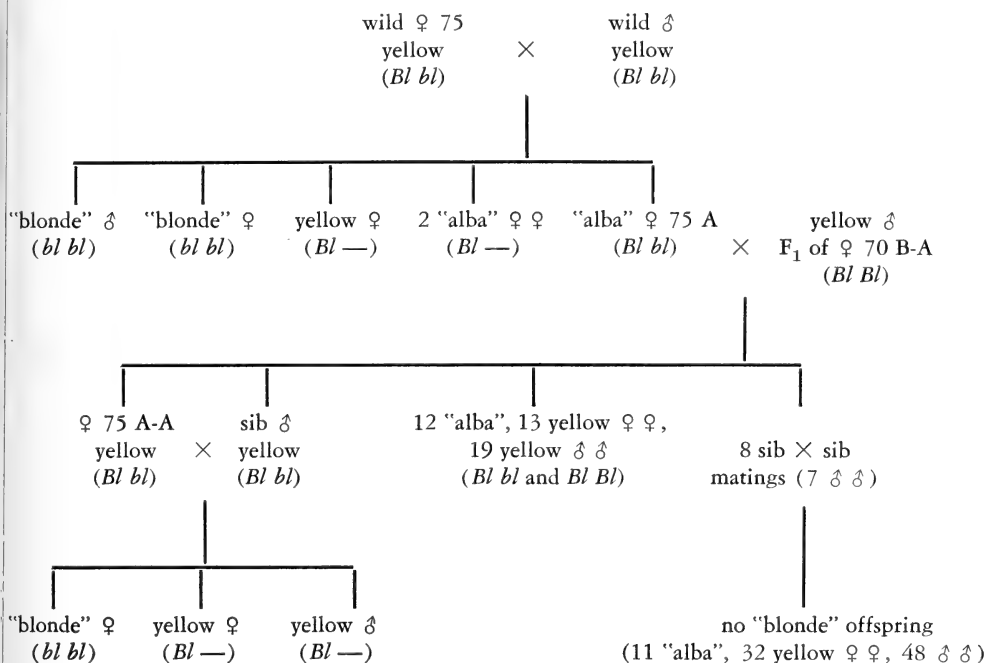 wild ♀ 75 wild ♂
yellow × yellow
(Bl bl) (Bl bl)
"blonde" ♂ "blonde" ♀ yellow ♀ 2 "alba" ♀ ♀ "alba" ♀ 75 A yellow ♂
(bl bl) (bl bl) (Bl —) (Bl —) (Bl bl) × F₁ of ♀ 70 B-A
(Bl Bl)
♀ 75 A-A sib ♂ 12 "alba", 13 yellow ♀ ♀,
yellow × yellow 19 yellow ♂ ♂ 8 sib × sib
(Bl bl) (Bl bl) (Bl bl and Bl Bl) matings (7 ♂ ♂)
"blonde" ♀ yellow ♀ yellow ♂ no "blonde" offspring
(bl bl) (Bl —) (Bl —) (11 "alba", 32 yellow ♀ ♀, 48 ♂ ♂)